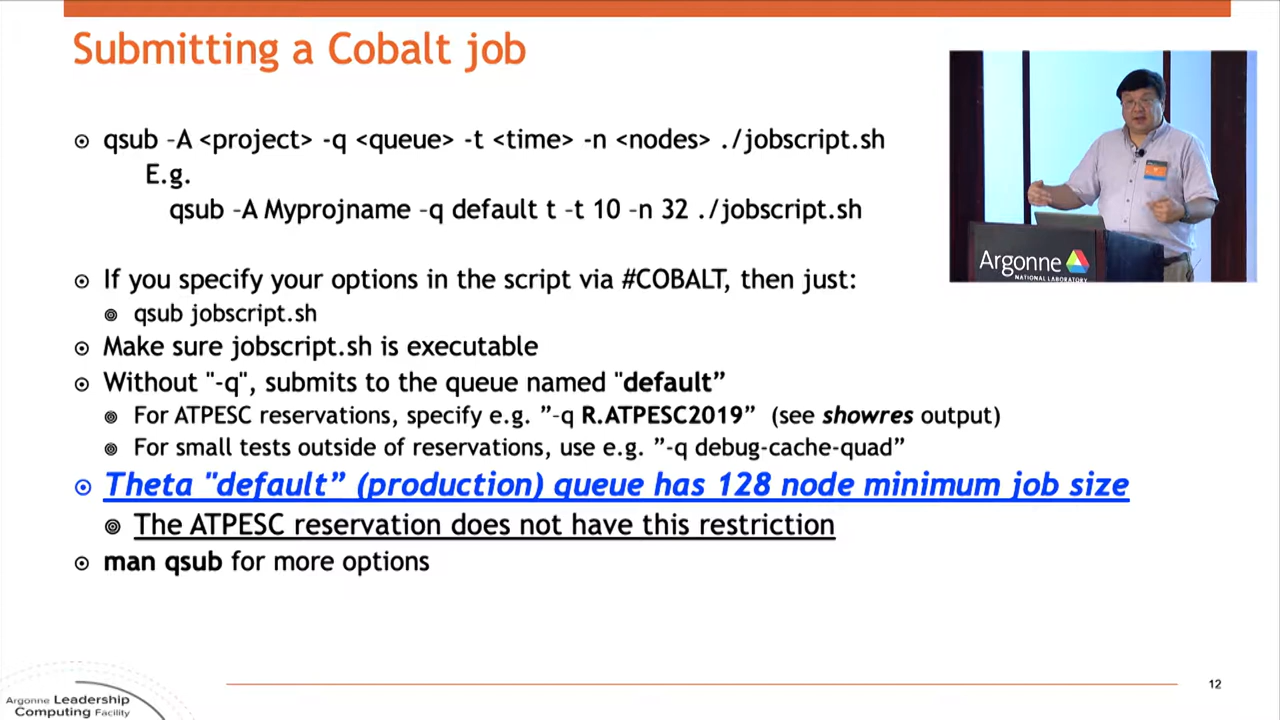 Submitting a Cobalt job
⊙ qsub –A <project> -q <queue> -t <time> -n <nodes> ./jobscript.sh
E.g.
qsub –A Myprojname –q default t –t 10 –n 32 ./jobscript.sh
⊙ If you specify your options in the script via #COBALT, then just:
⊚ qsub jobscript.sh
⊙ Make sure jobscript.sh is executable
⊙ Without "-q", submits to the queue named "default”
⊚ For ATPESC reservations, specify e.g. ”-q R.ATPESC2019” (see showres output)
⊚ For small tests outside of reservations, use e.g. ”-q debug-cache-quad”
⊙ Theta "default” (production) queue has 128 node minimum job size
⊚ The ATPESC reservation does not have this restriction
⊙ man qsub for more options
Argonne
NATIONAL LABORATORY
Argonne Leadership
Computing Facility
12